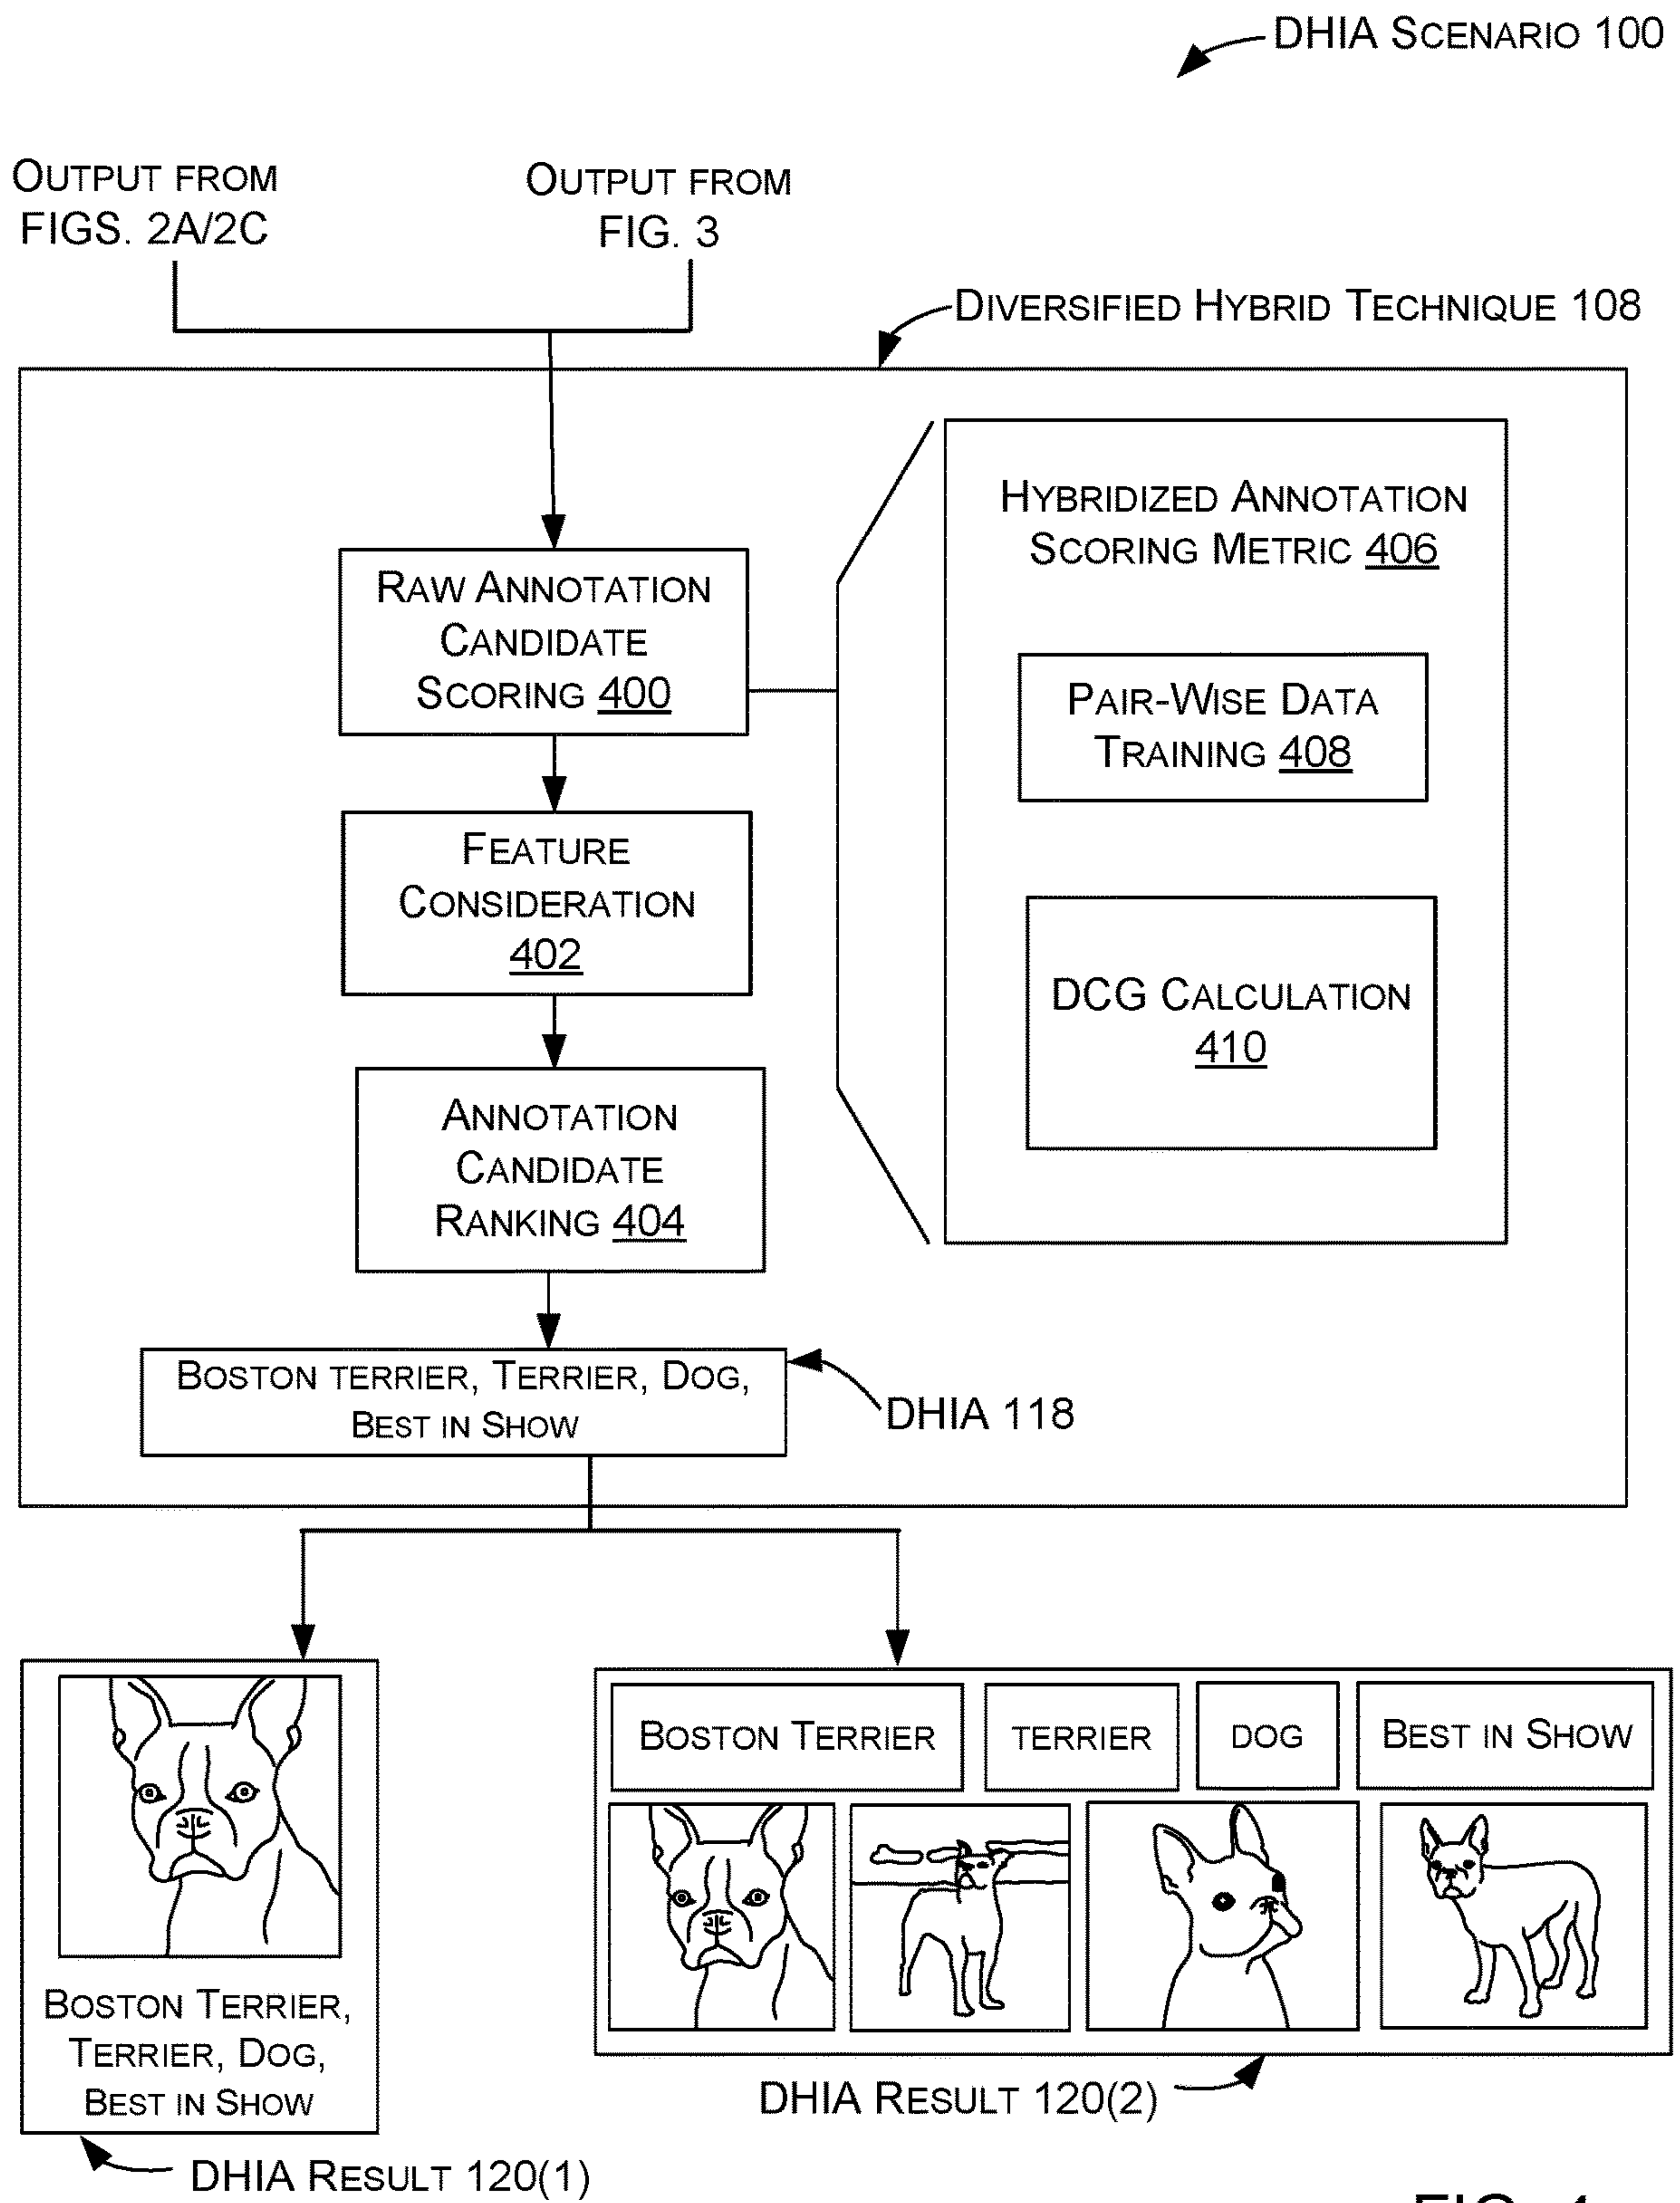 DHIA SCENARIO 100
OUTPUT FROM
FIGS. 2A/2C
OUTPUT FROM
FIG. 3
DIVERSIFIED HYBRID TECHNIQUE 108
RAW ANNOTATION
CANDIDATE
SCORING 400
HYBRIDIZED ANNOTATION
SCORING METRIC 406
PAIR-WISE DATA
TRAINING 408
FEATURE
CONSIDERATION
402
DCG CALCULATION
410
ANNOTATION
CANDIDATE
RANKING 404
BOSTON TERRIER, TERRIER, DOG,
BEST IN SHOW
DHIA 118
BOSTON TERRIER
TERRIER
DOG
BEST IN SHOW
BOSTON TERRIER,
TERRIER, DOG,
BEST IN SHOW
DHIA RESULT 120(2)
DHIA RESULT 120(1)